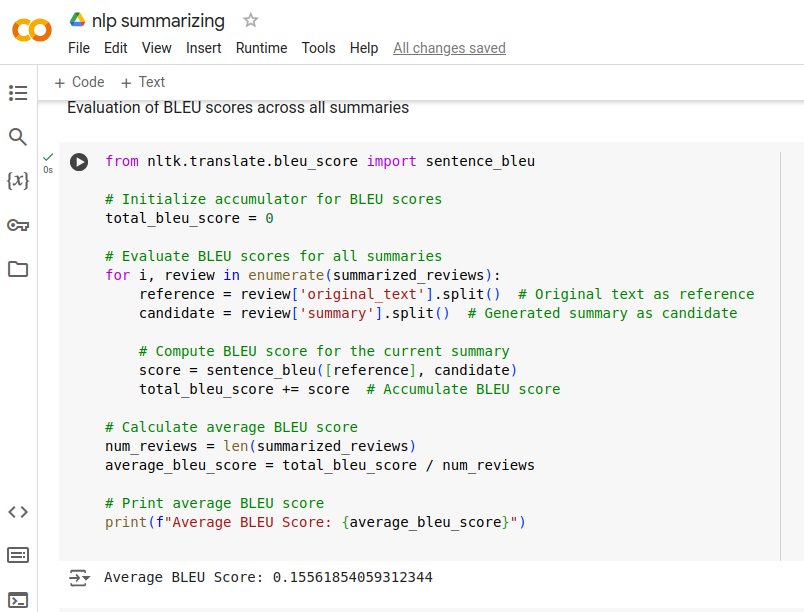 nlp summarizing
File Edit View Insert Runtime Tools Help All changes saved
+ Code + Text
Evaluation of BLEU scores across all summaries
0s
{x}
from nltk.translate.bleu_score import sentence_bleu
# Initialize accumulator for BLEU scores
total_bleu_score = 0
# Evaluate BLEU scores for all summaries
for i, review in enumerate(summarized_reviews):
    reference = review['original_text'].split()  # Original text as reference
    candidate = review['summary'].split()  # Generated summary as candidate
    # Compute BLEU score for the current summary
    score = sentence_bleu([reference], candidate)
    total_bleu_score += score  # Accumulate BLEU score
# Calculate average BLEU score
num_reviews = len(summarized_reviews)
average_bleu_score = total_bleu_score / num_reviews
# Print average BLEU score
print(f"Average BLEU Score: {average_bleu_score}")
Average BLEU Score: 0.15561854059312344